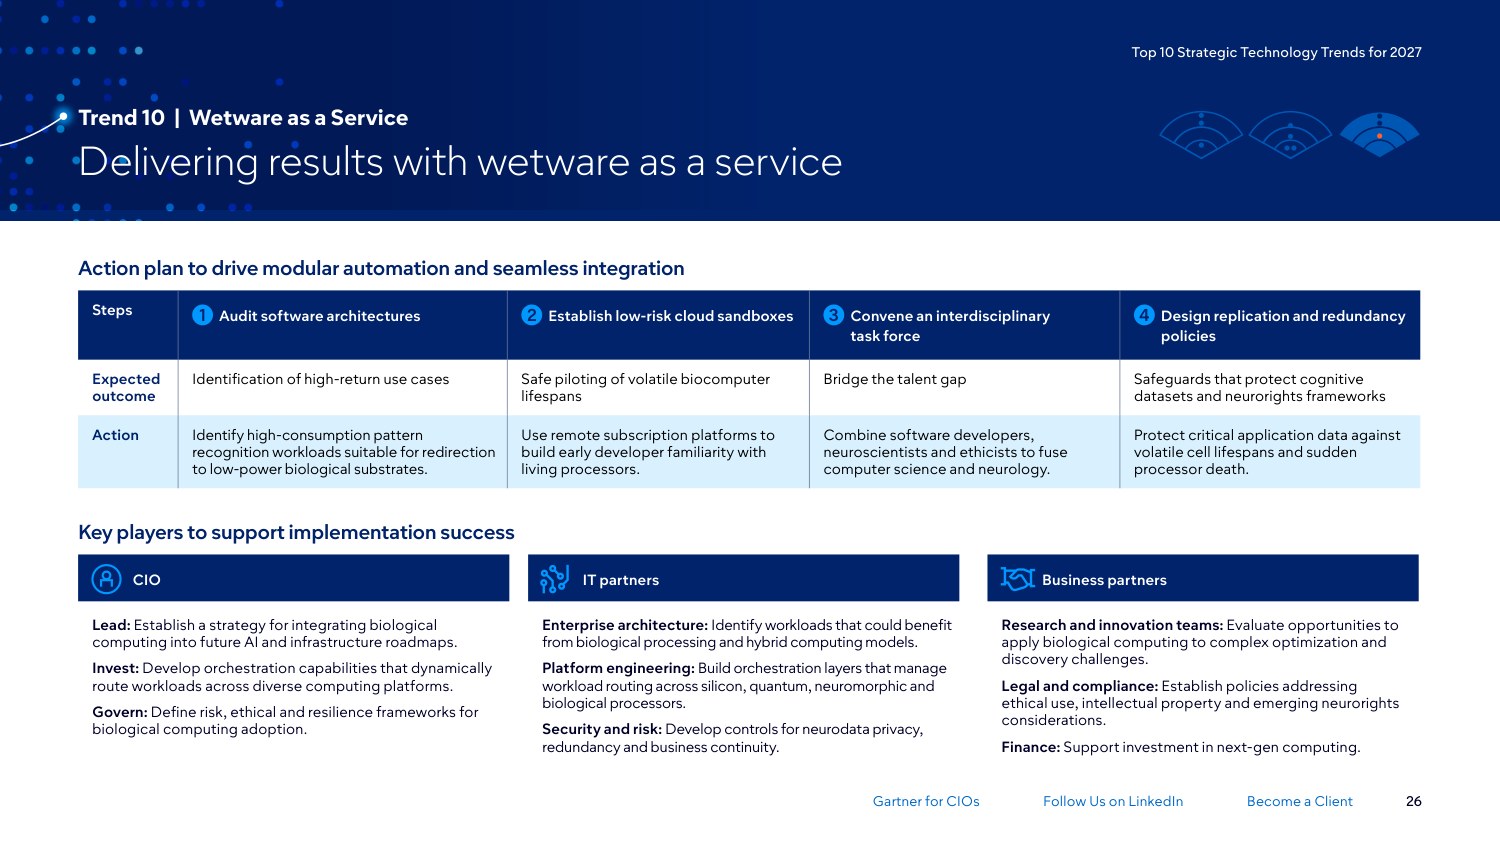 Top 10 Strategic Technology Trends for 2027
Trend 10 | Wetware as a Service
Delivering results with wetware as a service
Action plan to drive modular automation and seamless integration
Steps
1 Audit software architectures
2 Establish low-risk cloud sandboxes
3 Convene an interdisciplinary
task force
4 Design replication and redundancy
policies
Expected
outcome
Identification of high-return use cases
Safe piloting of volatile biocomputer
lifespans
Bridge the talent gap
Safeguards that protect cognitive
datasets and neurorights frameworks
Action
Identify high-consumption pattern
recognition workloads suitable for redirection
to low-power biological substrates.
Use remote subscription platforms to
build early developer familiarity with
living processors.
Combine software developers,
neuroscientists and ethicists to fuse
computer science and neurology.
Protect critical application data against
volatile cell lifespans and sudden
processor death.
Key players to support implementation success
CIO
Lead: Establish a strategy for integrating biological
computing into future AI and infrastructure roadmaps.
Invest: Develop orchestration capabilities that dynamically
route workloads across diverse computing platforms.
Govern: Define risk, ethical and resilience frameworks for
biological computing adoption.
IT partners
Enterprise architecture: Identify workloads that could benefit
from biological processing and hybrid computing models.
Platform engineering: Build orchestration layers that manage
workload routing across silicon, quantum, neuromorphic and
biological processors.
Security and risk: Develop controls for neurodata privacy,
redundancy and business continuity.
Business partners
Research and innovation teams: Evaluate opportunities to
apply biological computing to complex optimization and
discovery challenges.
Legal and compliance: Establish policies addressing
ethical use, intellectual property and emerging neurorights
considerations.
Finance: Support investment in next-gen computing.
Gartner for CIOs
Follow Us on LinkedIn
Become a Client
26